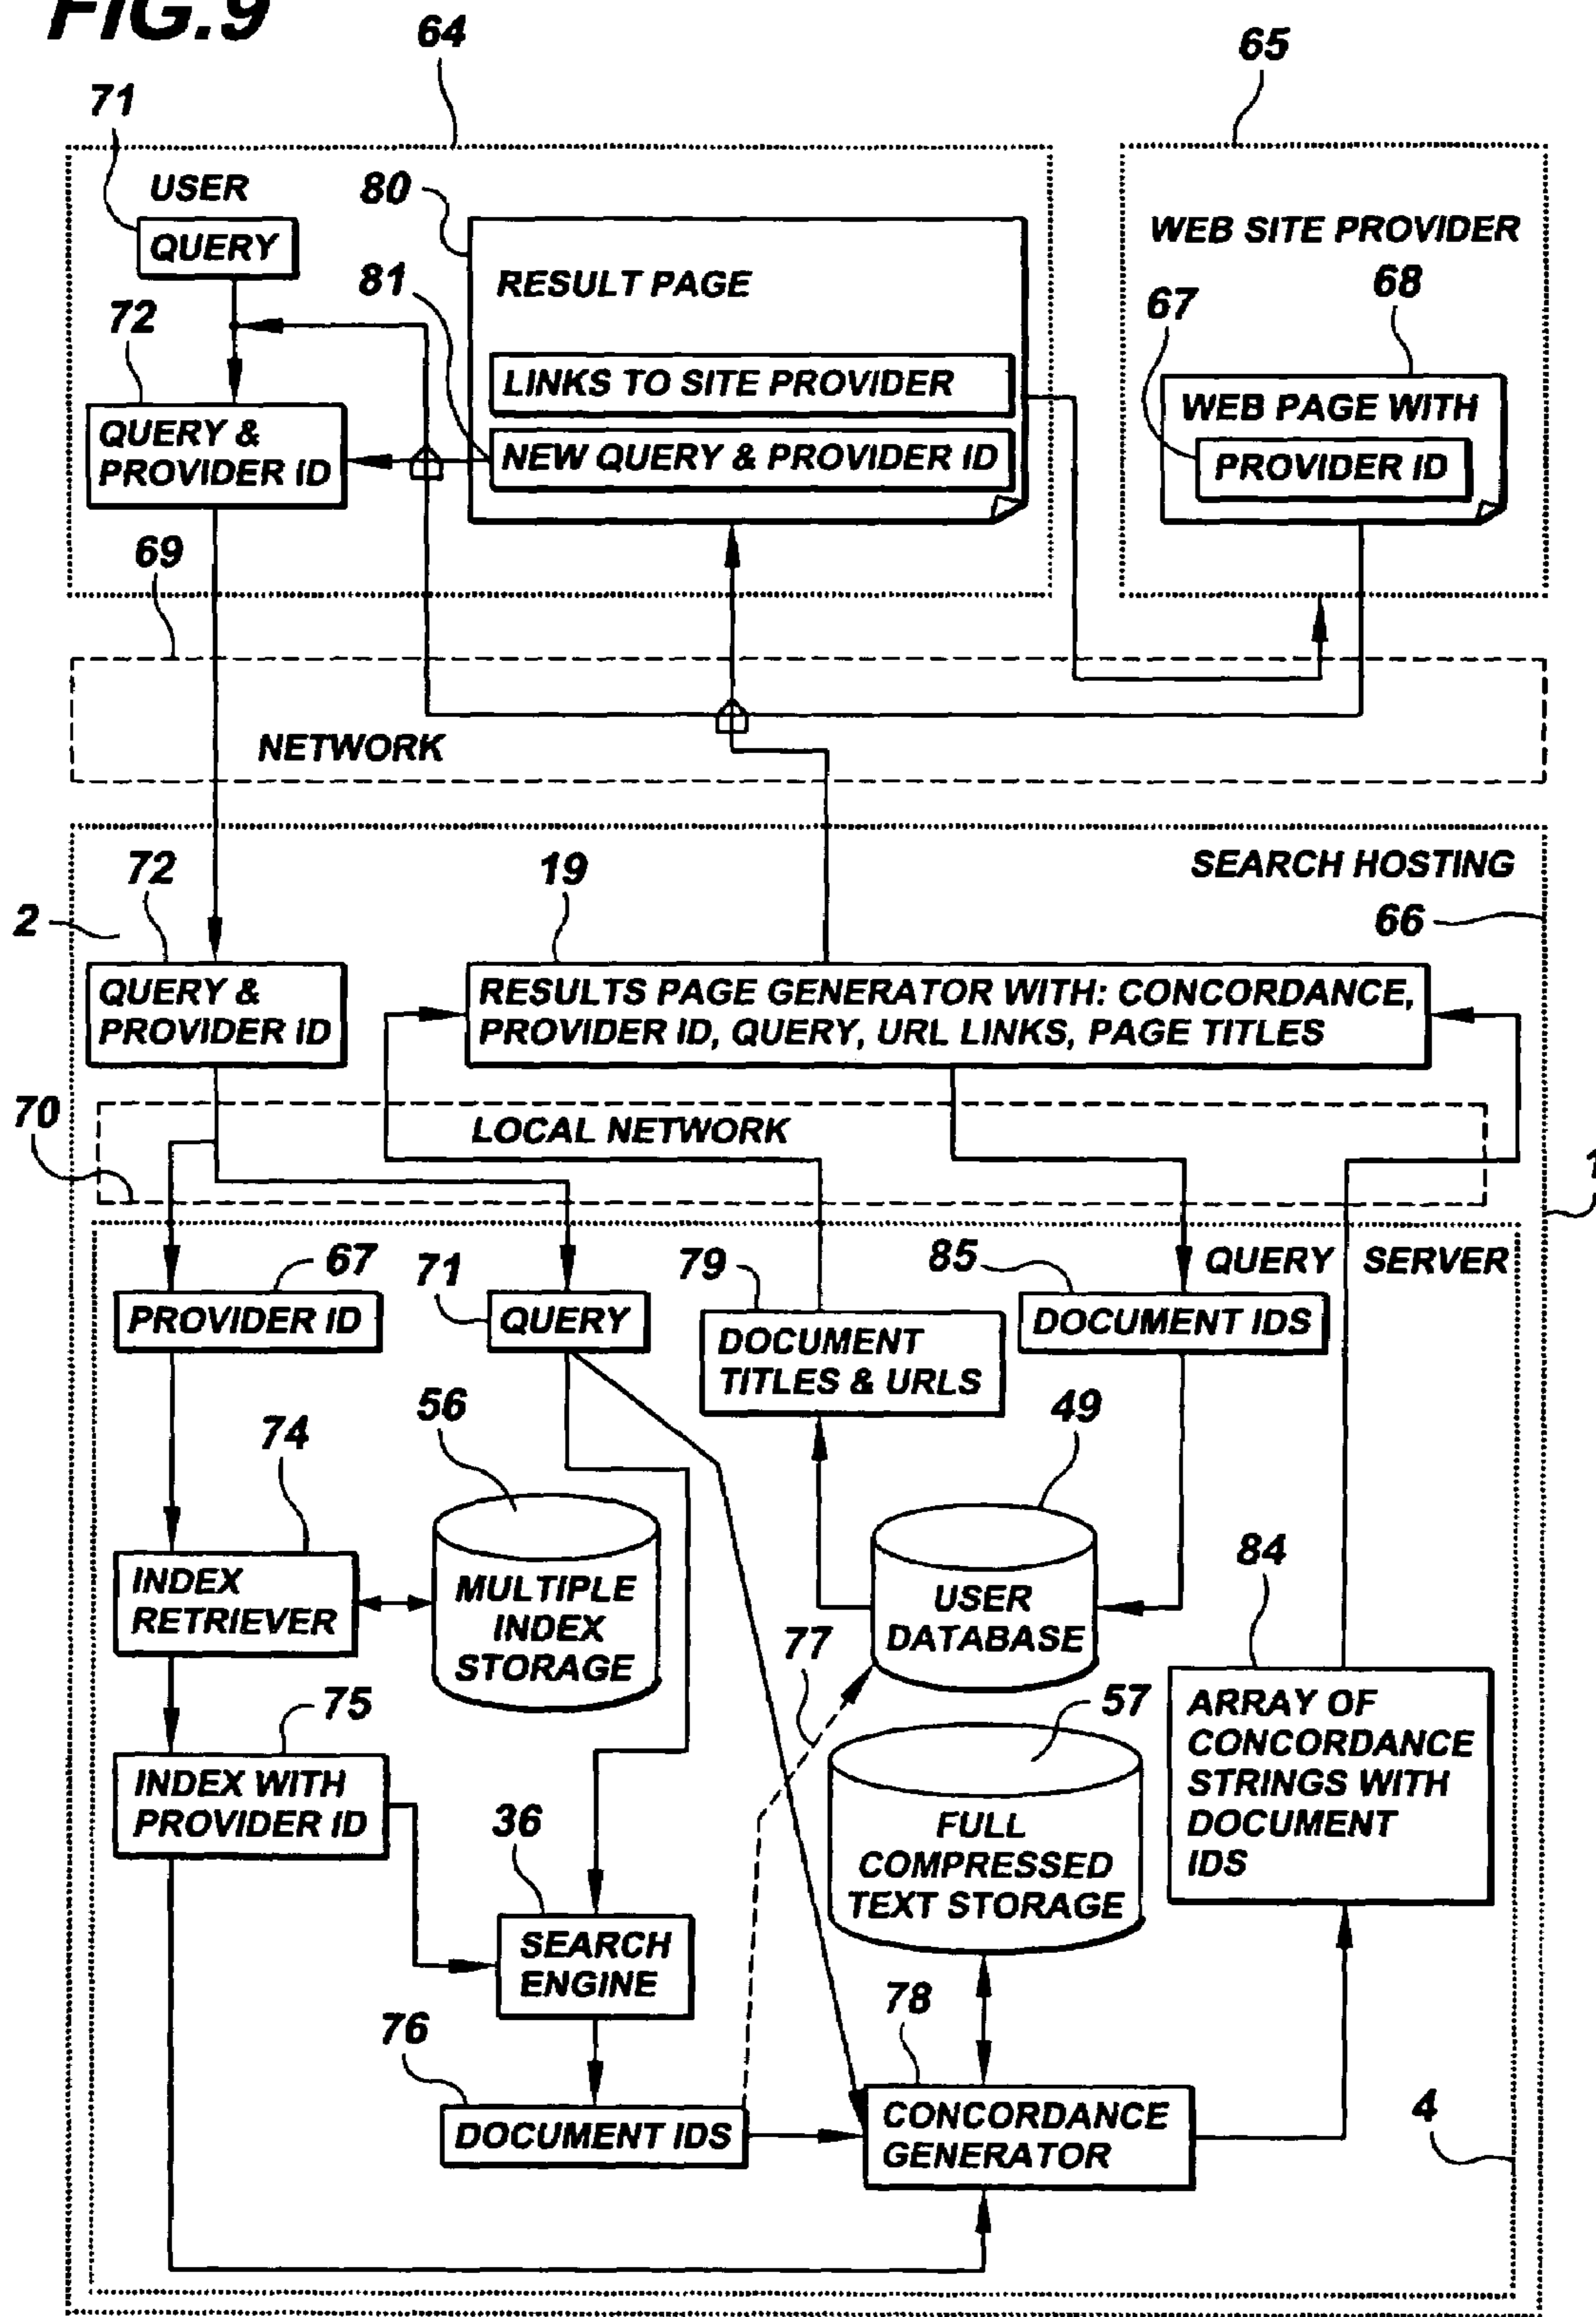 FIG.9
64
65
71
USER
80
QUERY
WEB SITE PROVIDER
81
RESULT PAGE
72
67
68
LINKS TO SITE PROVIDER
WEB PAGE WITH
QUERY &
PROVIDER ID
NEW QUERY & PROVIDER ID
PROVIDER ID
69
NETWORK
SEARCH HOSTING
72
19
2
66
QUERY &
PROVIDER ID
RESULTS PAGE GENERATOR WITH: CONCORDANCE,
PROVIDER ID, QUERY, URL LINKS, PAGE TITLES
70
LOCAL NETWORK
1
67
71
79
85
QUERY SERVER
PROVIDER ID
QUERY
DOCUMENT IDS
DOCUMENT
TITLES & URLS
56
49
74
84
INDEX
RETRIEVER
MULTIPLE
INDEX
STORAGE
USER
DATABASE
77
75
57
ARRAY OF
CONCORDANCE
STRINGS WITH
DOCUMENT
IDS
INDEX WITH
PROVIDER ID
36
FULL
COMPRESSED
TEXT STORAGE
SEARCH
ENGINE
78
76
4
DOCUMENT IDS
CONCORDANCE
GENERATOR